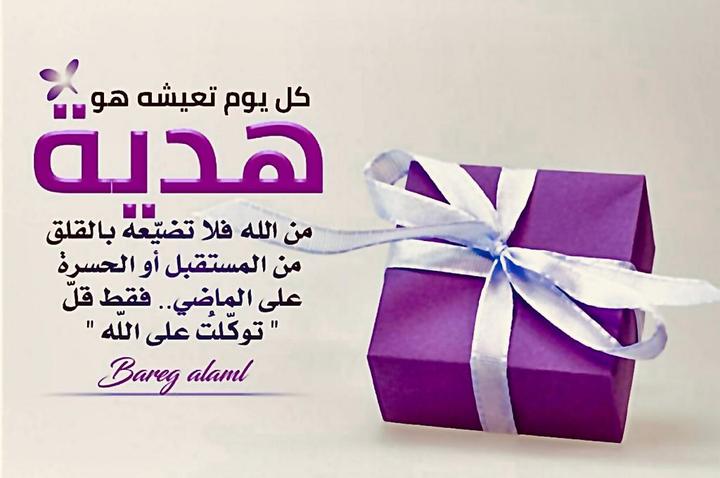 كل يوم تعيشه هو
هدية
من الله فلا تضيّعه بالقلق
من المستقبل أو الحسرة
على الماضي.. فقط قلّ
" توكّلتُ على اللّه "
Bareg alaml